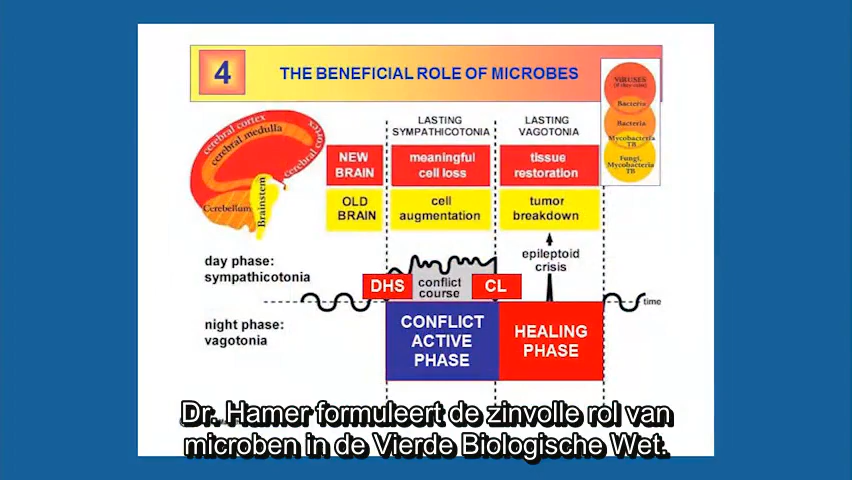 4
THE BENEFICIAL ROLE OF MICROBES
VIRUSES
Bacteria
Bacteria
Mycobacteria
TB
Fungi,
Mycobacteria
TB
cerebral cortex
cerebral medulla
Cerebellum
Brainstem
LASTING
SYMPATHICOTONIA
LASTING
VAGOTONIA
NEW
BRAIN
meaningful
cell loss
tissue
restoration
OLD
BRAIN
cell
augmentation
tumor
breakdown
day phase:
sympathicotonia
epileptoid
crisis
DHS
conflict
course
CL
time
night phase:
vagotonia
CONFLICT
ACTIVE
PHASE
HEALING
PHASE
Dr. Hamer formuleert de zinvolle rol van
microben in de Vierde Biologische Wet.